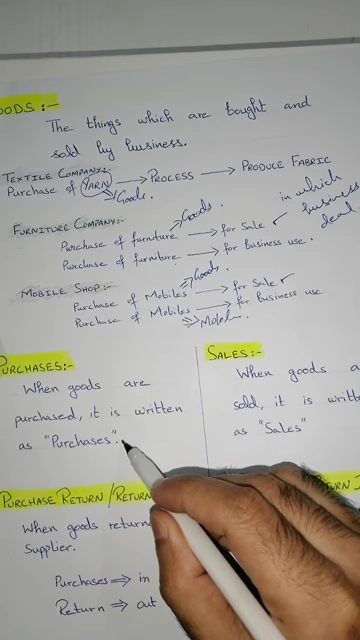 OODS:-
The things which are bought and
sold by business.
TEXTILE COMPANY:-
Purchase of YARN → PROCESS → PRODUCE FABRIC
Goods.
in which
business
deal
FURNITURE COMPANY:-
Goods.
Purchase of furniture → for Sale ✓
Purchase of furniture → for Business use.
MOBILE SHOP:-
Goods.
Purchase of Mobiles → for Sale ✓
Purchase of Mobiles → for Business use
PURCHASES:-
When goods are
purchased, it is written
as "Purchases".
SALES:-
When goods a
sold, it is writte
as "Sales"
PURCHASE RETURN / RETURN
When goods return
Supplier.
Purchases ⇒ in
Return ⇒ out